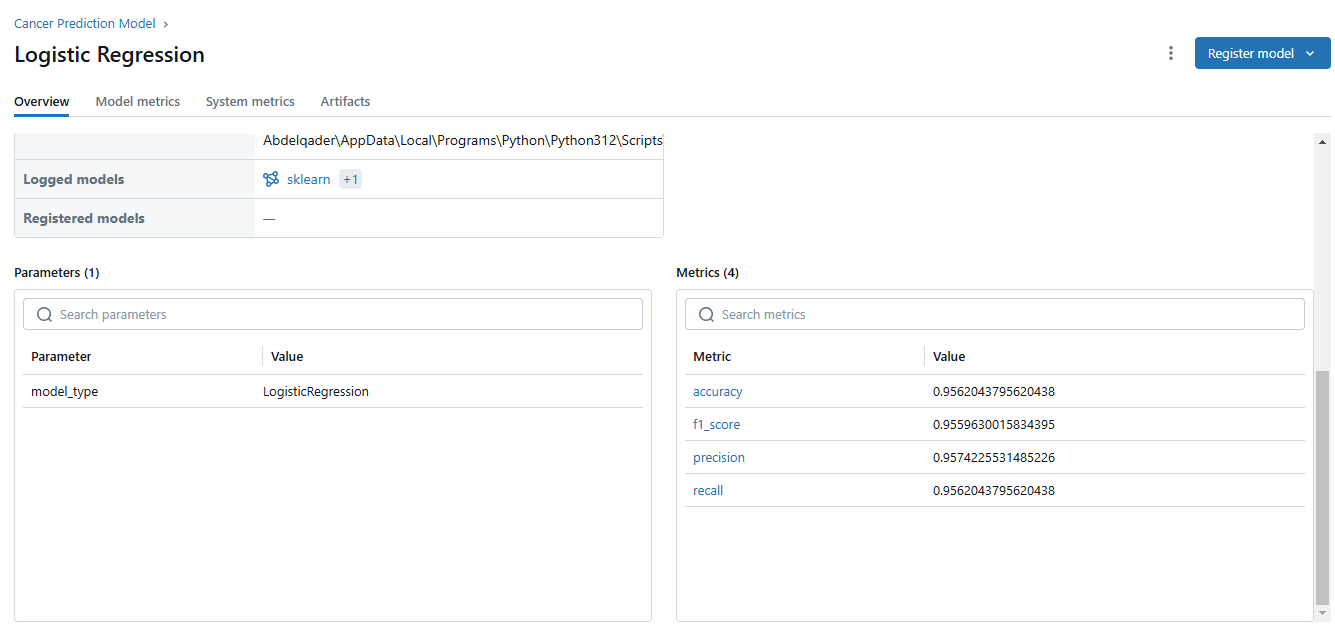 Cancer Prediction Model ›
Logistic Regression
Register model
Overview Model metrics System metrics Artifacts
Abdelqader\AppData\Local\Programs\Python\Python312\Scripts\
Logged models sklearn +1
Registered models —
Parameters (1) Metrics (4)
Search parameters Search metrics
Parameter Value Metric Value
model_type LogisticRegression accuracy 0.9562043795620438
f1_score 0.9559630015834395
precision 0.9574225531485226
recall 0.9562043795620438